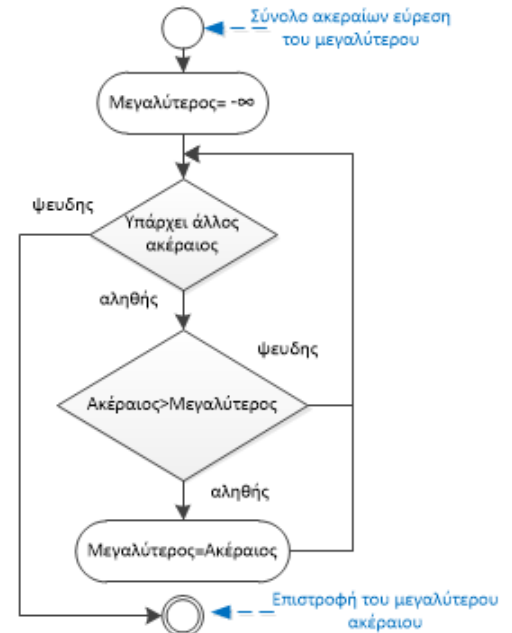 Σύνολο ακεραίων εύρεση
του μεγαλύτερου
Μεγαλύτερος= -∞
ψευδης
Υπάρχει άλλος
ακέραιος
αληθής
ψευδης
Ακέραιος>Μεγαλύτερος
αληθής
Μεγαλύτερος=Ακέραιος
Επιστροφή του μεγαλύτερου
ακέραιου